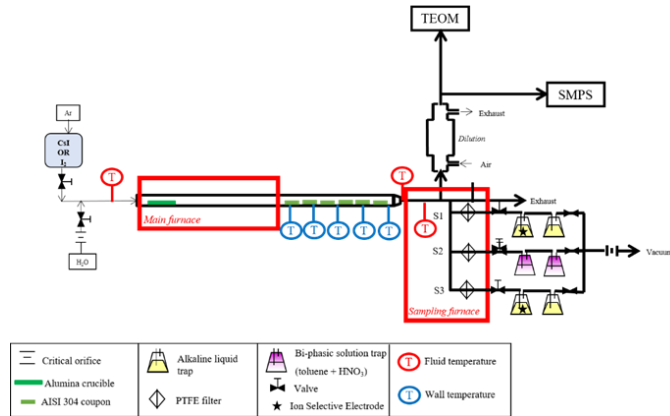 TEOM
SMPS
Exhaust
Dilution
Air
Ar
CsI
OR
I₂
T
T
Main furnace
T
T
T
T
T
H₂O
T
Exhaust
S1
S2
S3
Vacuum
Sampling furnace
Critical orifice
Alumina crucible
AISI 304 coupon
Alkaline liquid
trap
PTFE filter
Bi-phasic solution trap
(toluene + HNO₃)
Valve
Ion Selective Electrode
T Fluid temperature
T Wall temperature